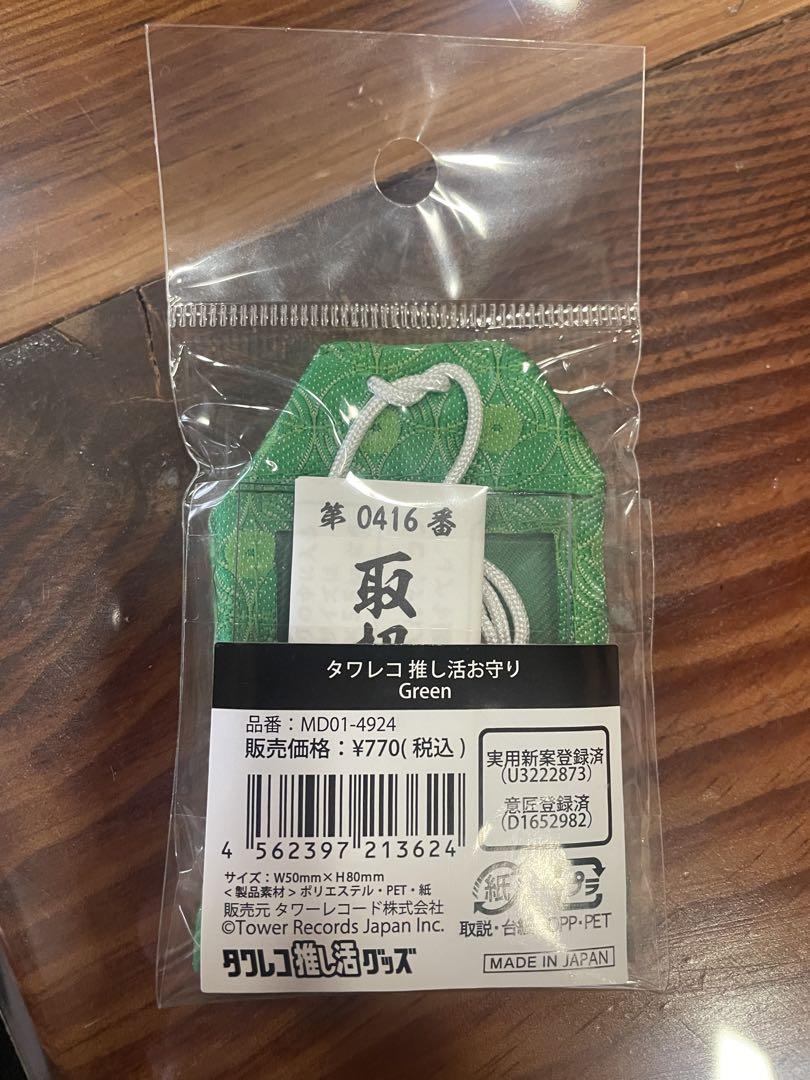 第 0416 番
取
タワレコ 推し活お守り
Green
品番：MD01-4924
販売価格：¥770( 税込 )
実用新案登録済
(U3222873)
意匠登録済
(D1652982)
4 562397 213624
サイズ：W50mm×H80mm
<製品素材>ポリエステル・PET・紙
販売元 タワーレコード株式会社
©Tower Records Japan Inc.
紙 プラ
取説・台紙 OPP・PET
タワレコ推し活グッズ
MADE IN JAPAN